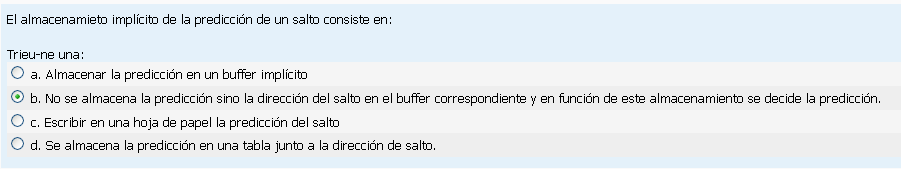 El almacenamieto implícito de la predicción de un salto consiste en:
Trieu-ne una:
a. Almacenar la predicción en un buffer implícito
b. No se almacena la predicción sino la dirección del salto en el buffer correspondiente y en función de este almacenamiento se decide la predicción.
c. Escribir en una hoja de papel la predicción del salto
d. Se almacena la predicción en una tabla junto a la dirección de salto.